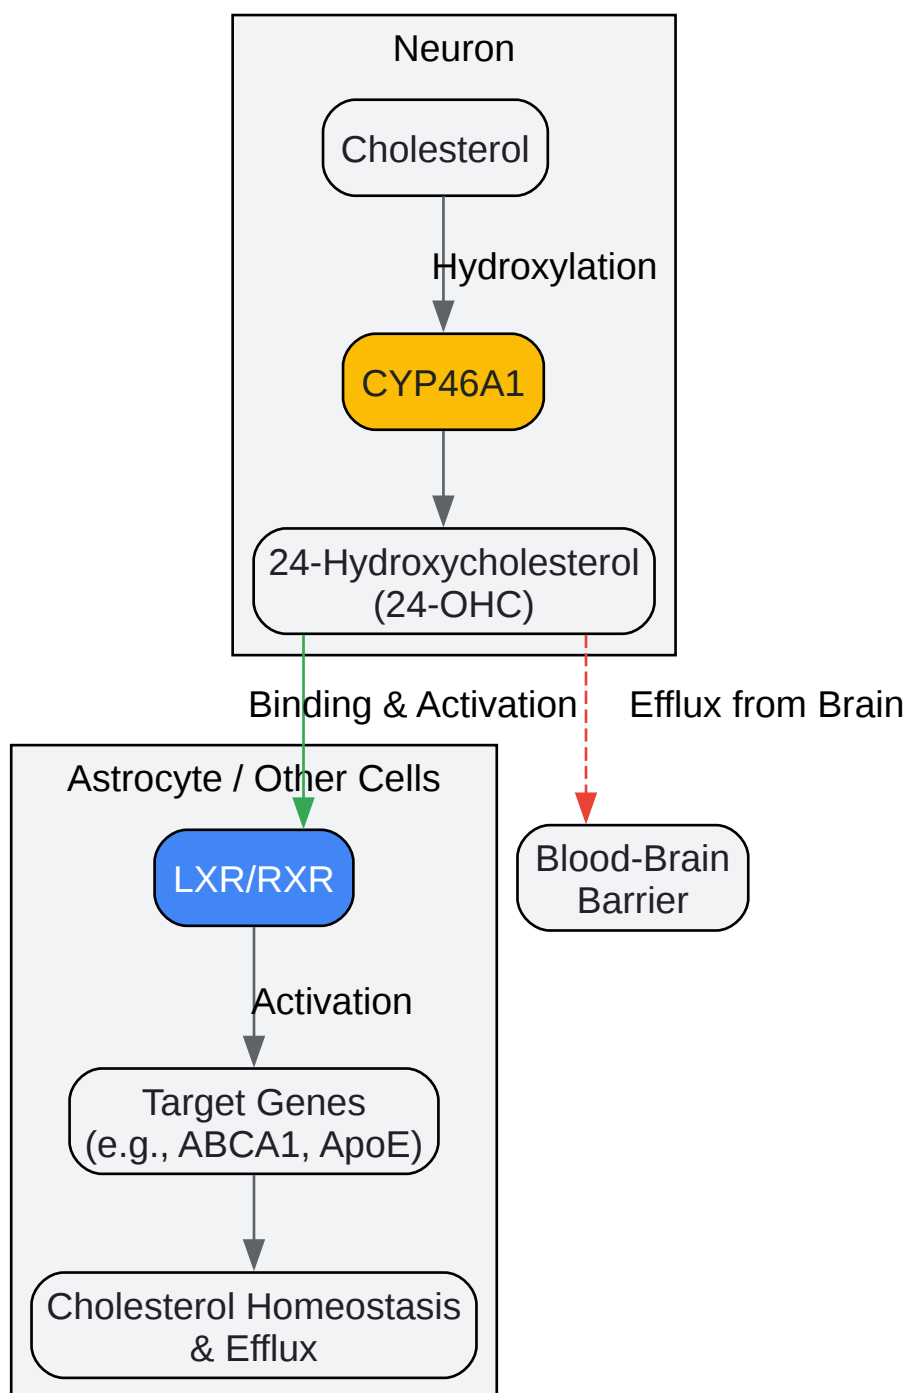 Neuron
Cholesterol
Hydroxylation
CYP46A1
24-Hydroxycholesterol
(24-OHC)
Binding & Activation
Efflux from Brain
Astrocyte / Other Cells
LXR/RXR
Blood-Brain
Barrier
Activation
Target Genes
(e.g., ABCA1, ApoE)
Cholesterol Homeostasis
& Efflux